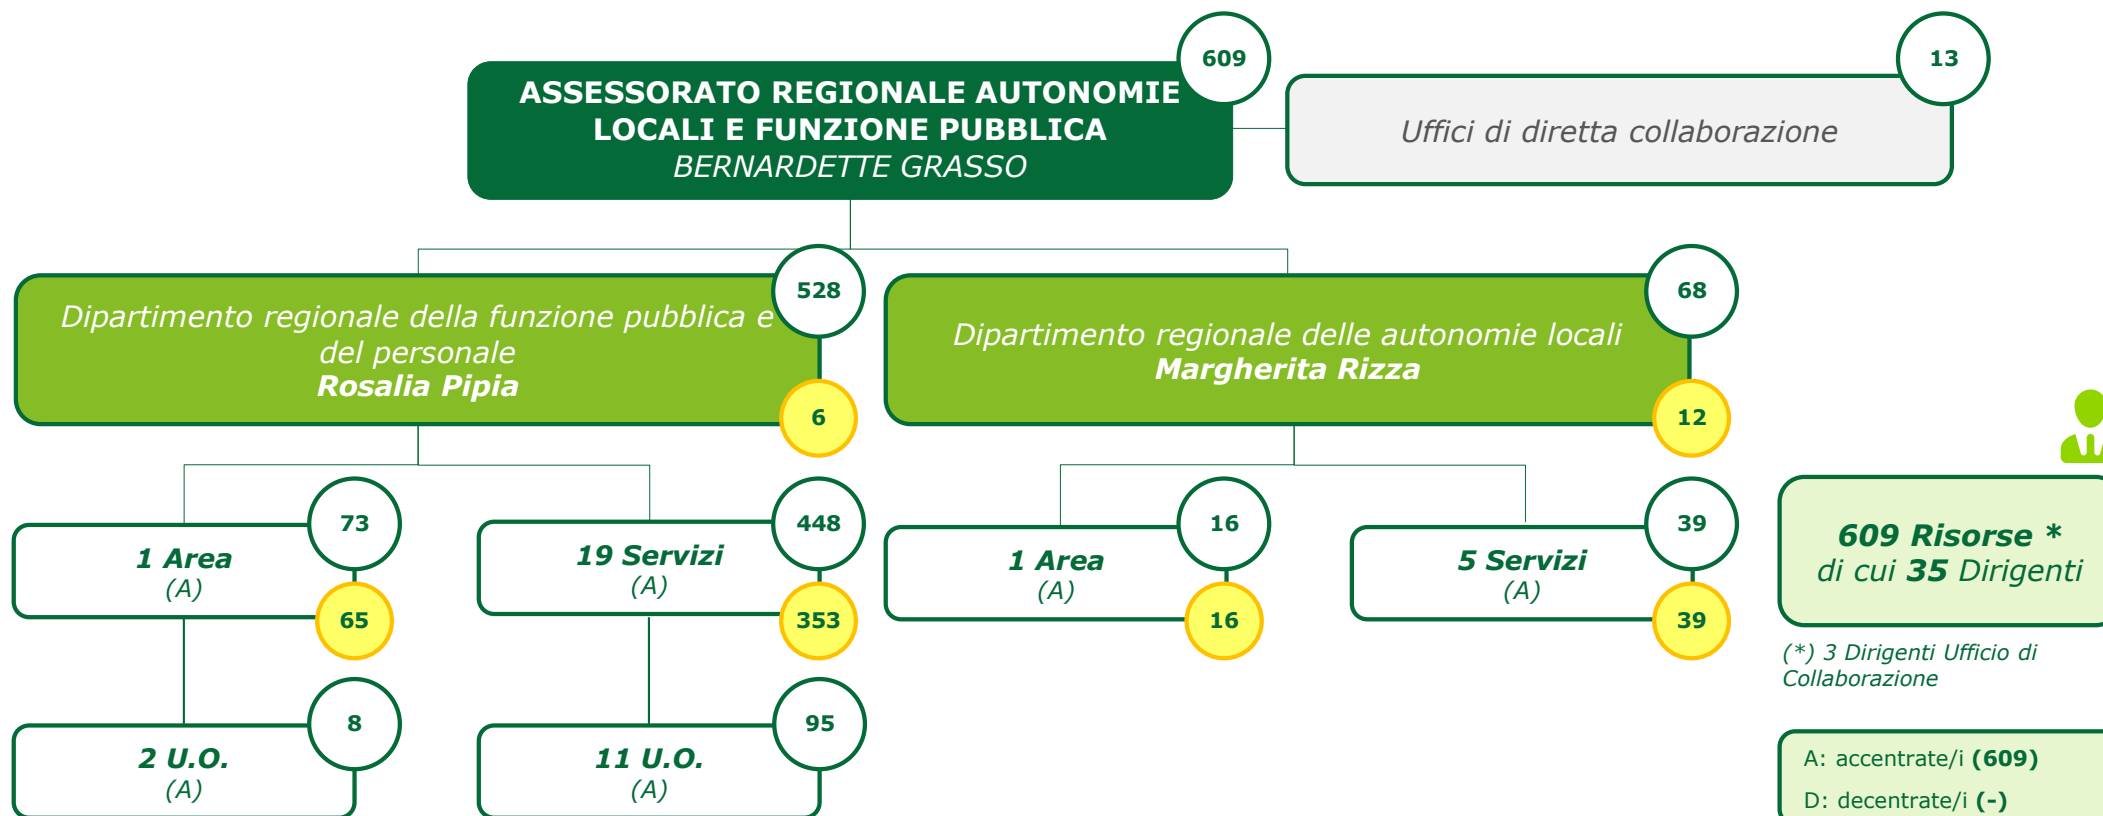 609
13
ASSESSORATO REGIONALE AUTONOMIE
LOCALI E FUNZIONE PUBBLICA
BERNARDETTE GRASSO
Uffici di diretta collaborazione
528
68
Dipartimento regionale della funzione pubblica e
del personale
Rosalia Pipia
Dipartimento regionale delle autonomie locali
Margherita Rizza
6
12
73
448
16
39
1 Area
(A)
19 Servizi
(A)
1 Area
(A)
5 Servizi
(A)
65
353
16
39
609 Risorse *
di cui 35 Dirigenti
(*) 3 Dirigenti Ufficio di
Collaborazione
8
95
2 U.O.
(A)
11 U.O.
(A)
A: accentrate/i (609)
D: decentrate/i (-)